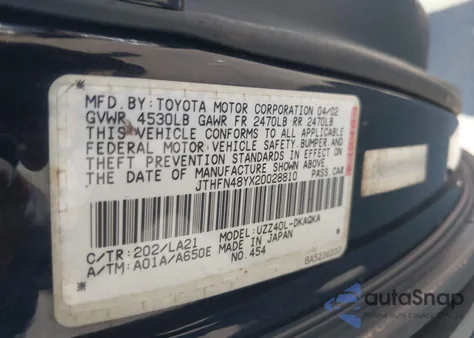 MFD. BY: TOYOTA MOTOR CORPORATION 04/02
GVWR 4530LB GAWR FR 2470LB RR 2470LB
THIS VEHICLE CONFORMS TO ALL APPLICABLE
FEDERAL MOTOR VEHICLE SAFETY, BUMPER, AND
THEFT PREVENTION STANDARDS IN EFFECT ON
THE DATE OF MANUFACTURE SHOWN ABOVE.
JTHFN48YX20028810 PASS. CAR
C/TR: 202/LA21 MODEL: UZZ40L-DKAQKA
A/TM: A01A/A650E MADE IN JAPAN
NO. 454
autoSnap